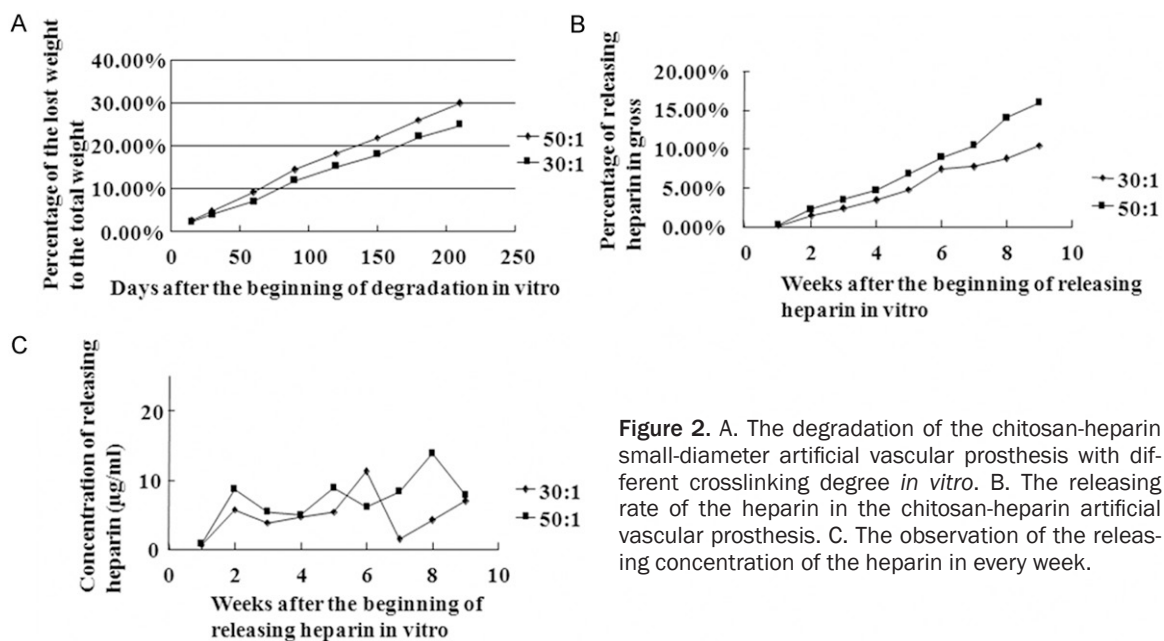 A
Percentage of the lost weight
to the total weight
40.00%
30.00%
20.00%
10.00%
0.00%
0
50
100
150
200
250
50:1
30:1
Days after the beginning of degradation in vitro
B
Percentage of releasing
heparin in gross
20.00%
15.00%
10.00%
5.00%
0.00%
0
2
4
6
8
10
30:1
50:1
Weeks after the beginning of releasing
heparin in vitro
C
Concentration of releasing
heparin (µg/ml)
20
10
0
0
2
4
6
8
10
30:1
50:1
Weeks after the beginning of
releasing heparin in vitro
Figure 2. A. The degradation of the chitosan-heparin
small-diameter artificial vascular prosthesis with dif-
ferent crosslinking degree in vitro. B. The releasing
rate of the heparin in the chitosan-heparin artificial
vascular prosthesis. C. The observation of the releas-
ing concentration of the heparin in every week.